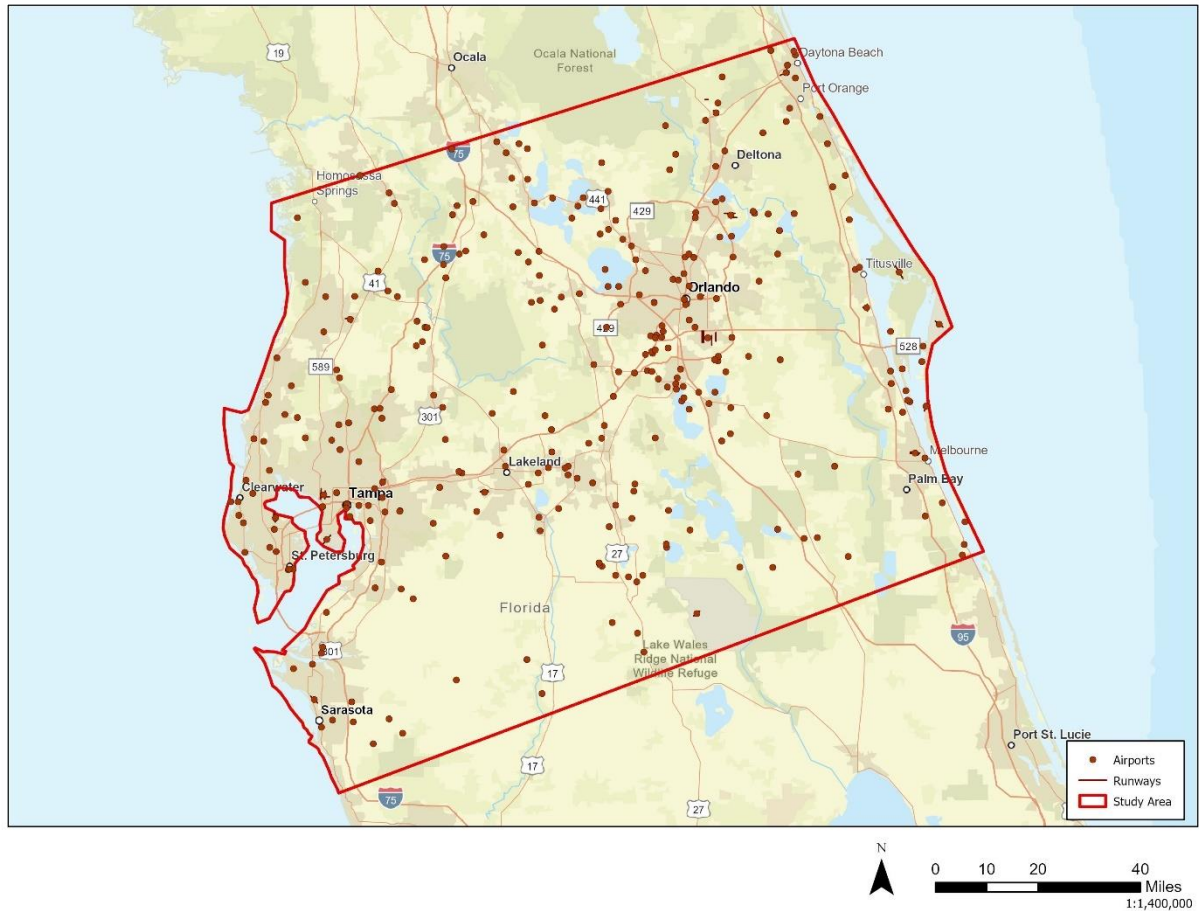 19
Ocala
Ocala National
Forest
Daytona Beach
Port Orange
75
Deltona
Homosassa
Springs
441
429
75
Titusville
41
Orlando
429
528
589
301
Melbourne
Lakeland
Palm Bay
Clearwater
Tampa
St. Petersburg
27
Florida
95
301
Lake Wales
Ridge National
Wildlife Refuge
17
Sarasota
Port St. Lucie
17
75
27
Airports
Runways
Study Area
N
0 10 20 40
Miles
1:1,400,000